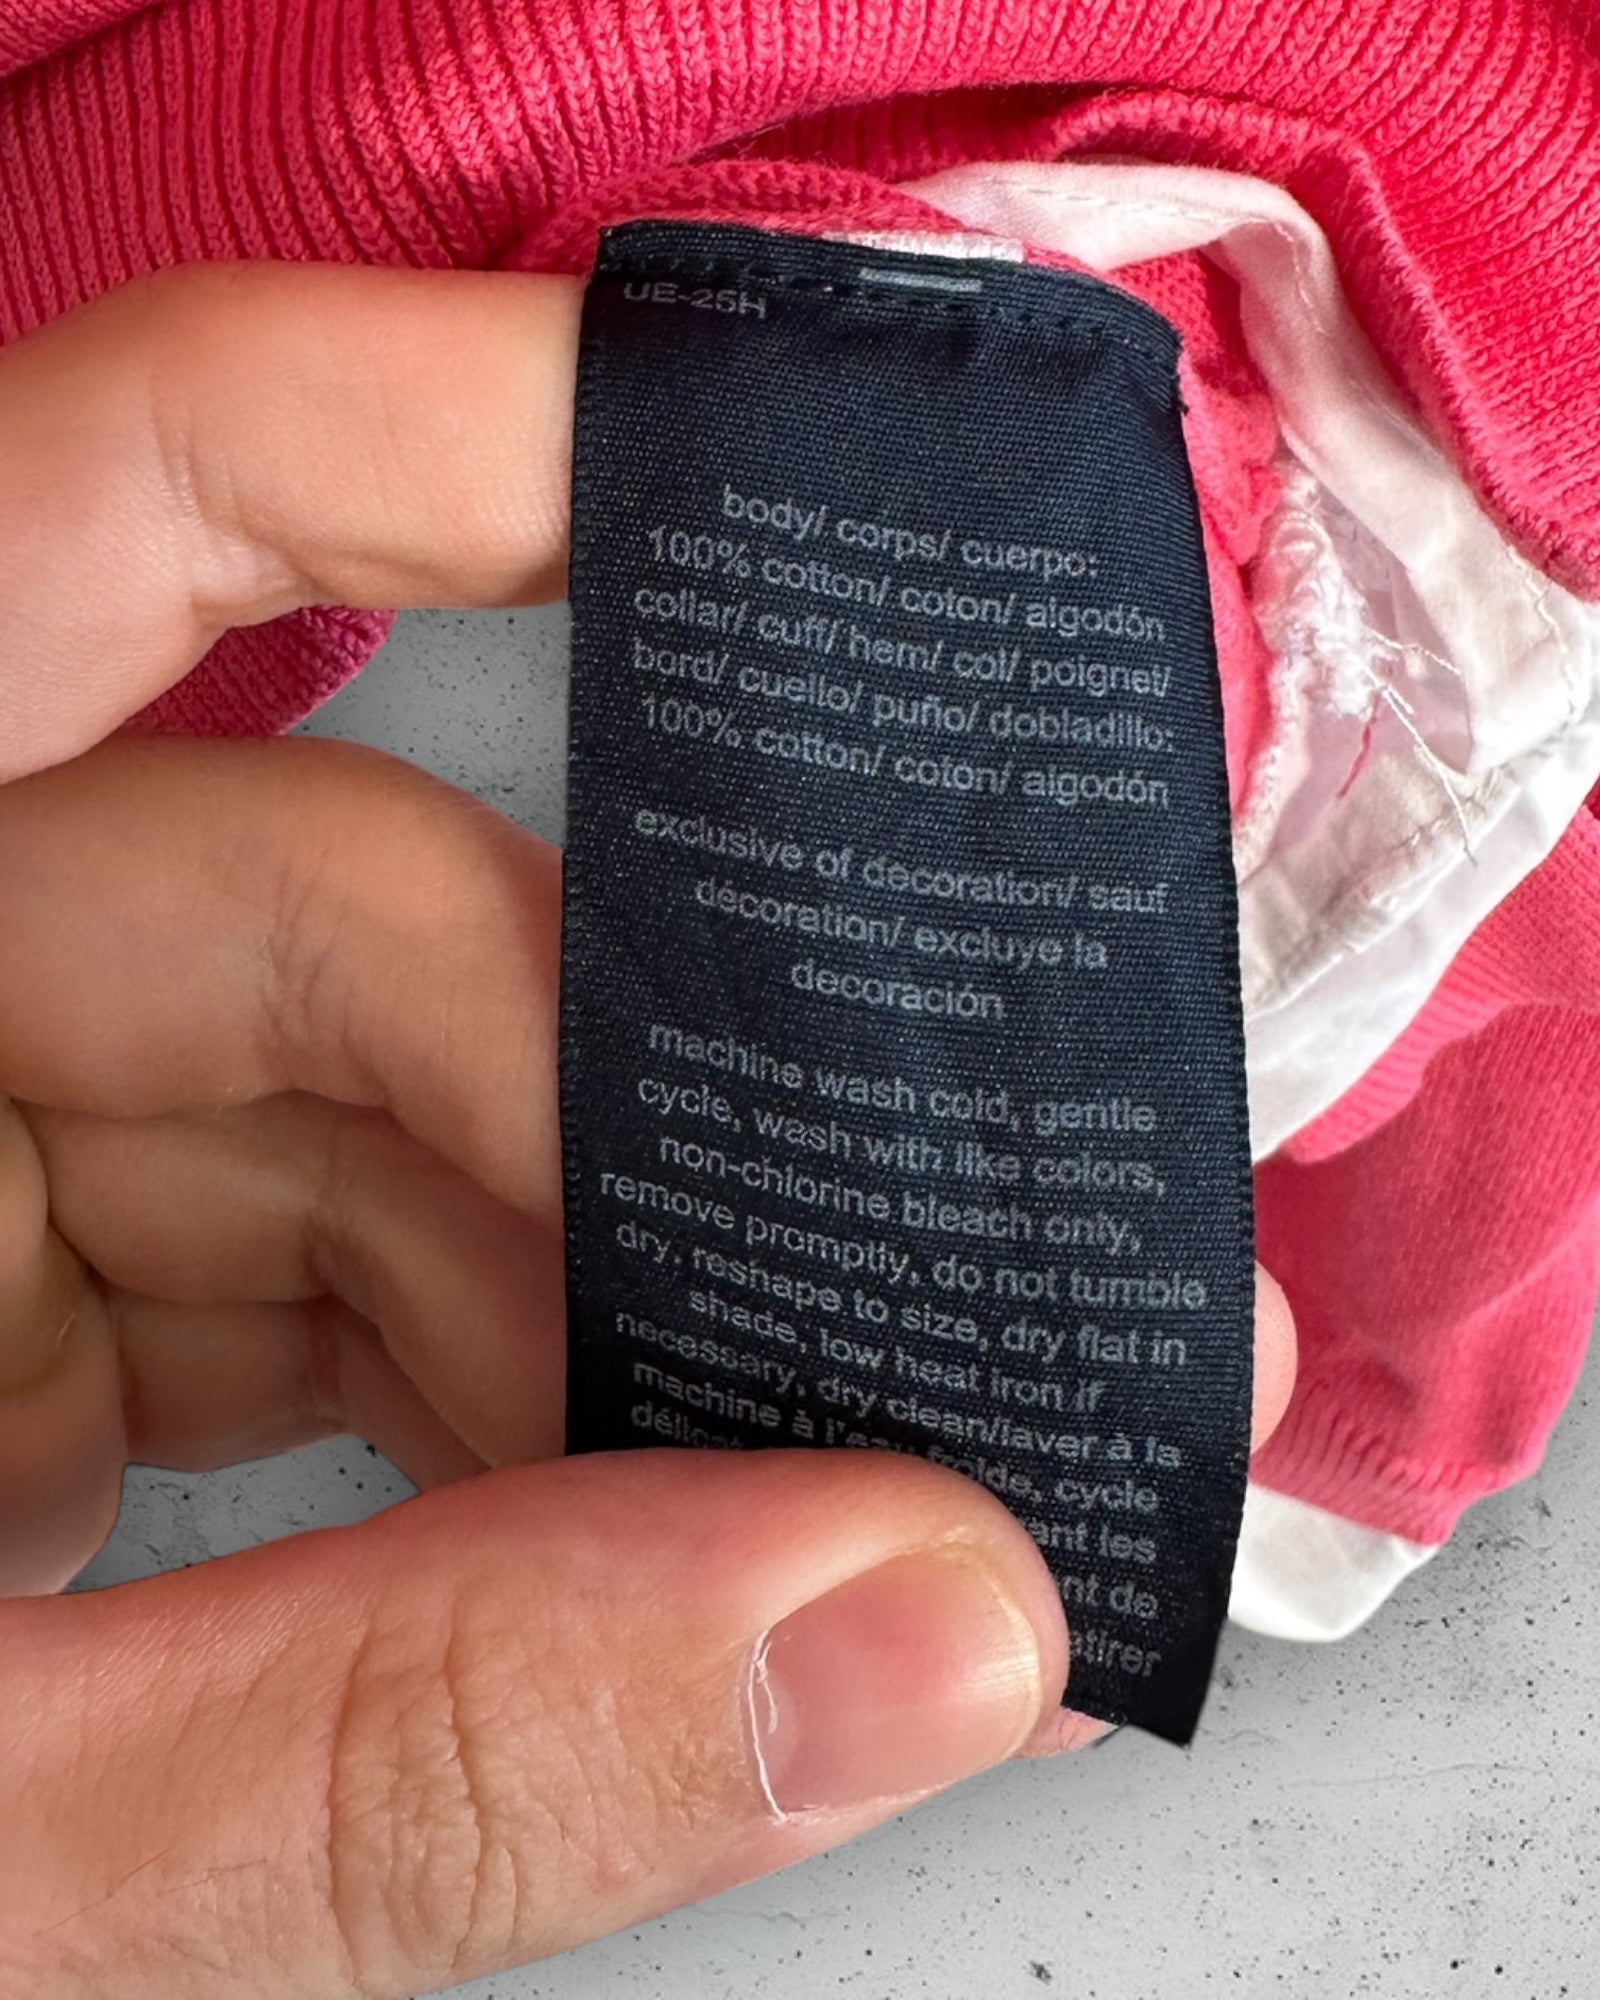 UE-25H
body/ corps/ cuerpo:
100% cotton/ coton/ algodón
collar/ cuff/ hem/ col/ poignet/
bord/ cuello/ puño/ dobladillo:
100% cotton/ coton/ algodón
exclusive of decoration/ sauf
décoration/ excluye la
decoración
machine wash cold, gentle
cycle, wash with like colors,
non-chlorine bleach only,
remove promptly, do not tumble
dry, reshape to size, dry flat in
shade, low heat iron if
necessary, dry clean/laver à la
machine à l'eau froide, cycle
les
de